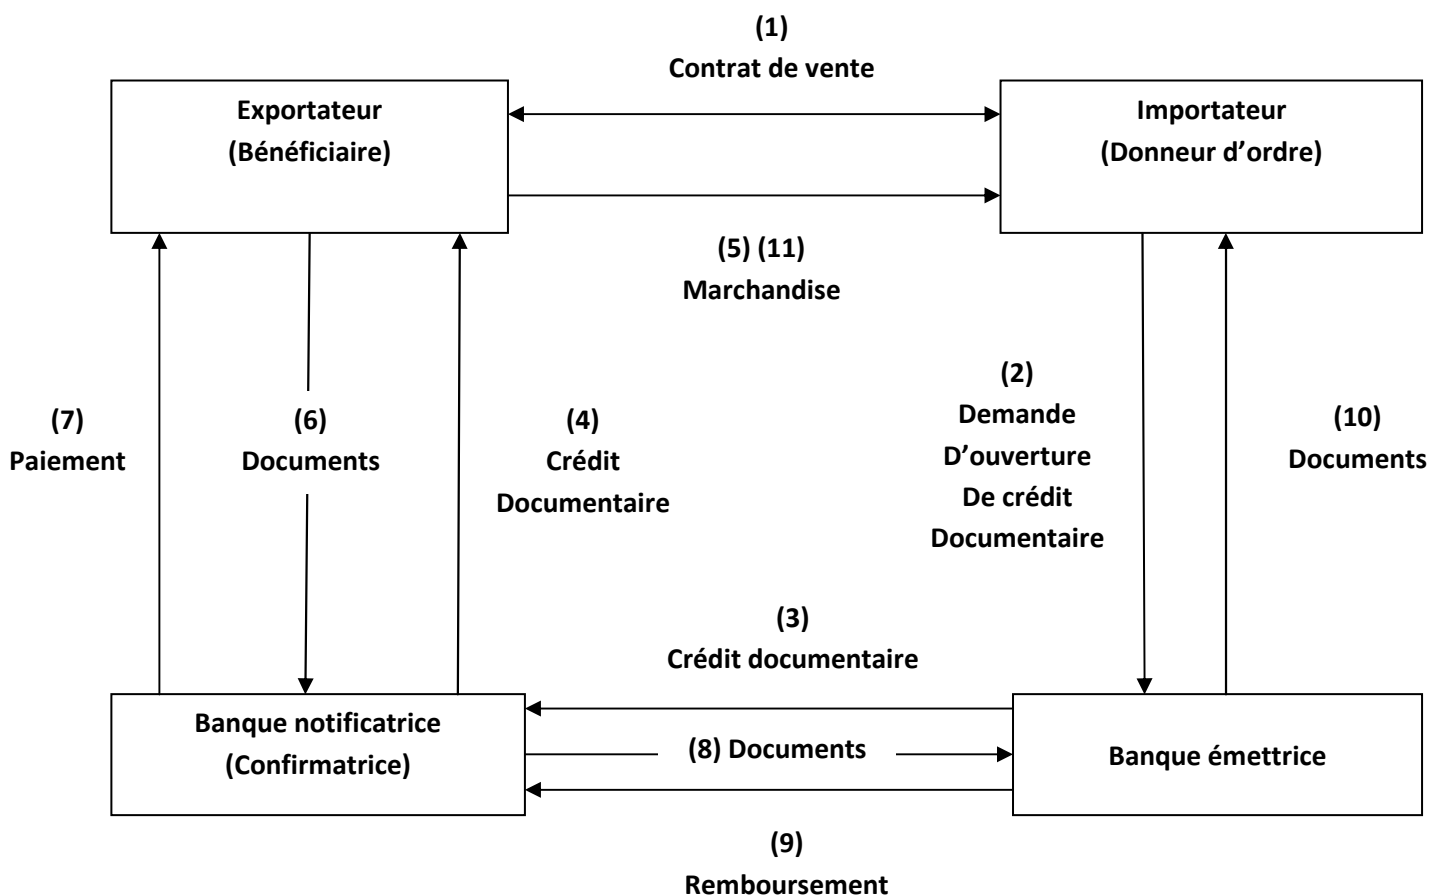 (1)
Contrat de vente
Exportateur
(Bénéficiaire)
Importateur
(Donneur d’ordre)
(5) (11)
Marchandise
(7)
Paiement
(6)
Documents
(4)
Crédit
Documentaire
(2)
Demande
D’ouverture
De crédit
Documentaire
(10)
Documents
(3)
Crédit documentaire
Banque notificatrice
(Confirmatrice)
(8) Documents
Banque émettrice
(9)
Remboursement